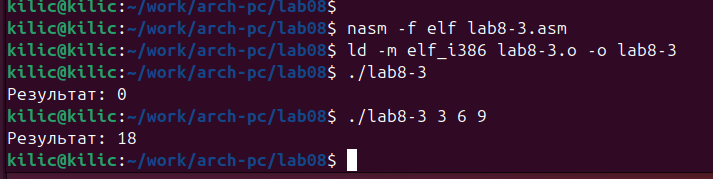 kilic@kilic:~/work/arch-pc/lab08$
kilic@kilic:~/work/arch-pc/lab08$ nasm -f elf lab8-3.asm
kilic@kilic:~/work/arch-pc/lab08$ ld -m elf_i386 lab8-3.o -o lab8-3
kilic@kilic:~/work/arch-pc/lab08$ ./lab8-3
Результат: 0
kilic@kilic:~/work/arch-pc/lab08$ ./lab8-3 3 6 9
Результат: 18
kilic@kilic:~/work/arch-pc/lab08$